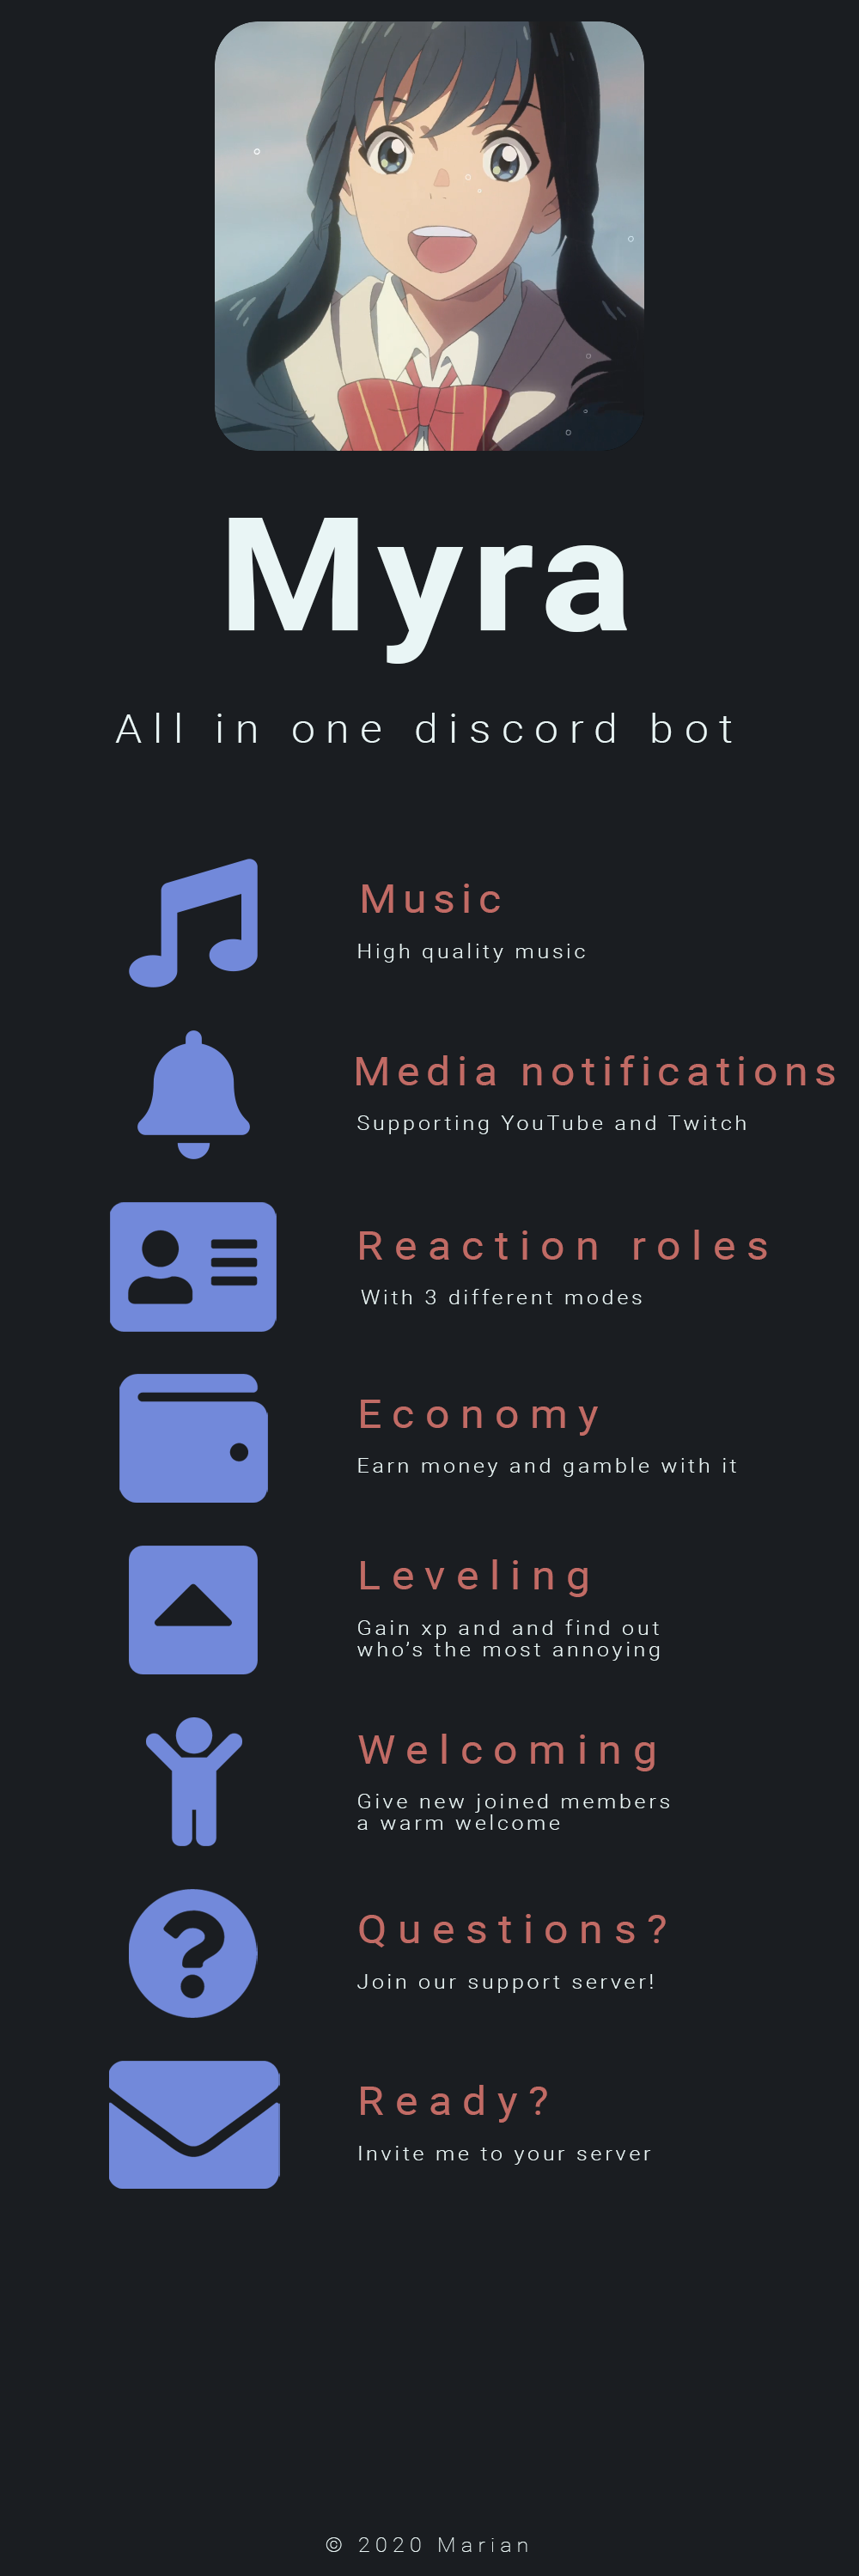 Myra
All in one discord bot
Music
High quality music
Media notifications
Supporting YouTube and Twitch
Reaction roles
With 3 different modes
Economy
Earn money and gamble with it
Leveling
Gain xp and and find out
who's the most annoying
Welcoming
Give new joined members
a warm welcome
Questions?
Join our support server!
Ready?
Invite me to your server
© 2020 Marian